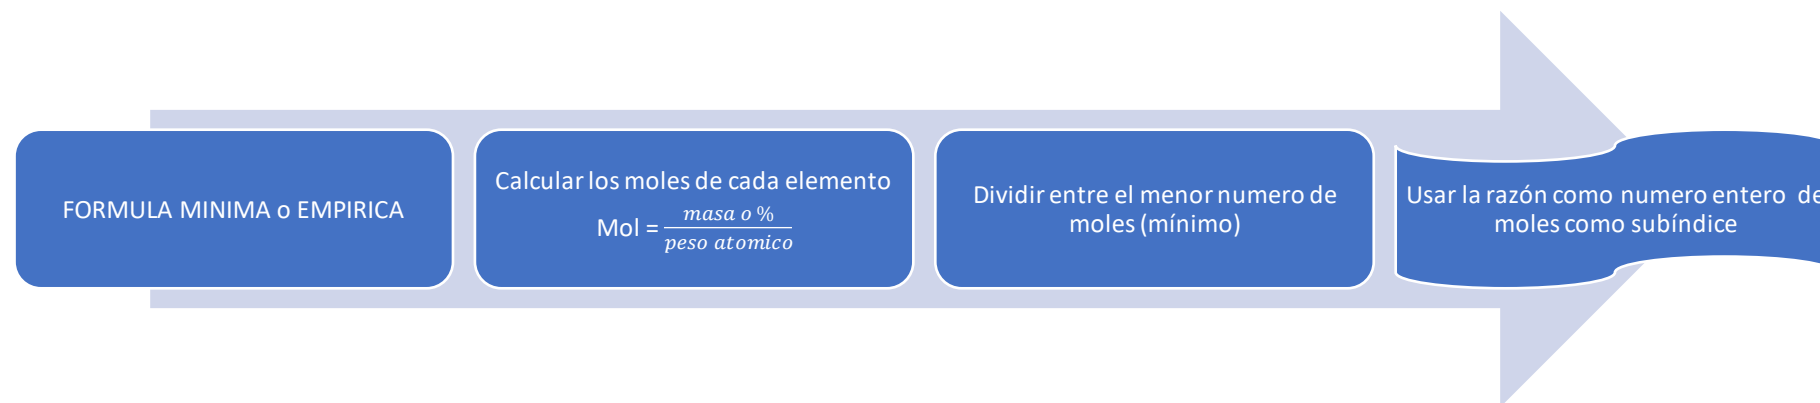 FORMULA MINIMA o EMPIRICA
Calcular los moles de cada elemento
Mol = masa o % / peso atomico
Dividir entre el menor numero de
moles (mínimo)
Usar la razón como numero entero de
moles como subíndice